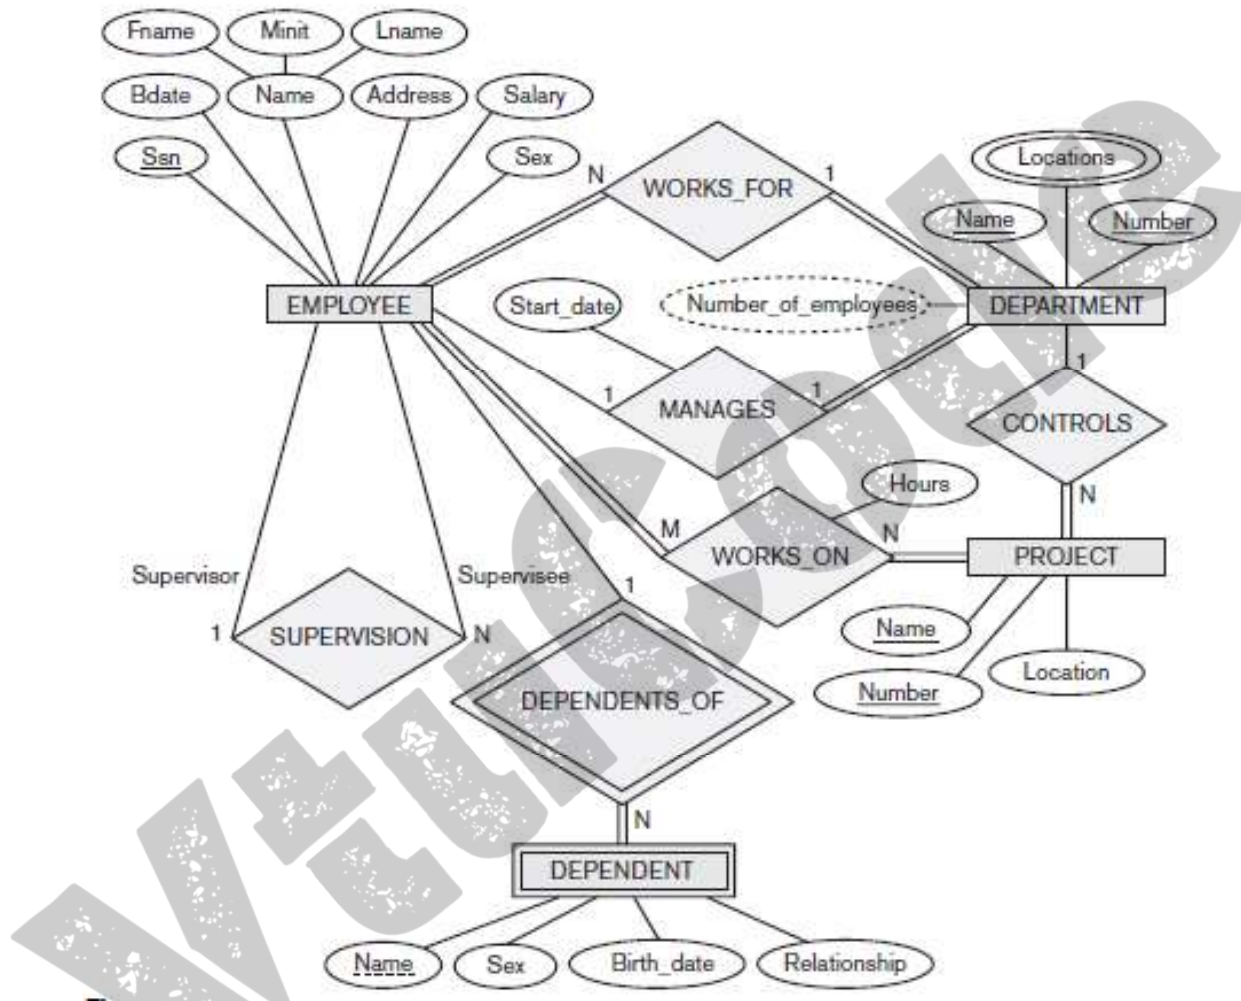 Fname Minit Lname
Bdate Name Address Salary
Ssn Sex
N WORKS_FOR 1
Locations
Name Number
EMPLOYEE Start_date Number_of_employees DEPARTMENT
1 MANAGES 1
1
CONTROLS
N
Hours
M WORKS_ON N PROJECT
Supervisor Supervisee
1 SUPERVISION N
1
Name
Number Location
DEPENDENTS_OF
N
DEPENDENT
Name Sex Birth_date Relationship
VtuCode